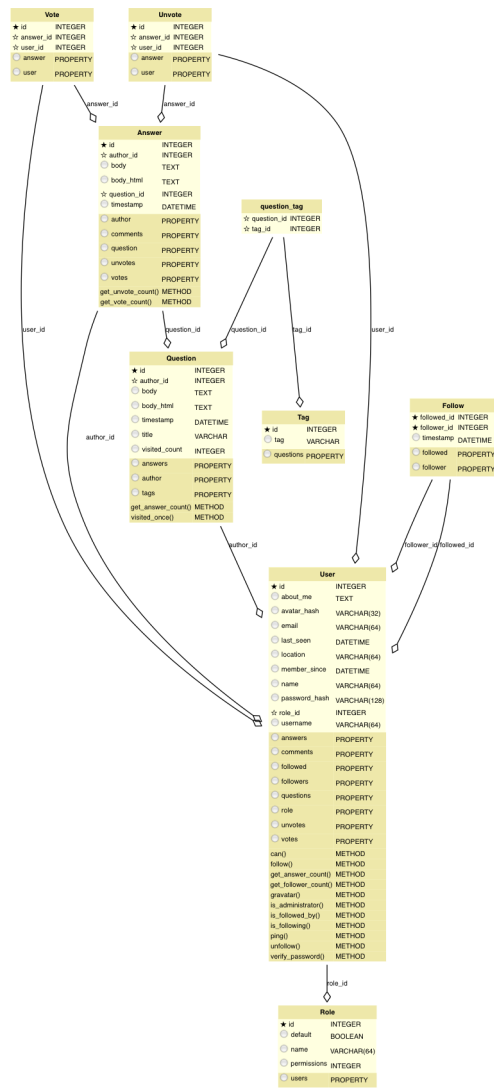 Vote
★ id INTEGER
☆ answer_id INTEGER
☆ user_id INTEGER
answer PROPERTY
user PROPERTY
Unvote
★ id INTEGER
☆ answer_id INTEGER
☆ user_id INTEGER
answer PROPERTY
user PROPERTY
answer_id
answer_id
Answer
★ id INTEGER
☆ author_id INTEGER
body TEXT
body_html TEXT
☆ question_id INTEGER
timestamp DATETIME
author PROPERTY
comments PROPERTY
question PROPERTY
unvotes PROPERTY
votes PROPERTY
get_unvote_count() METHOD
get_vote_count() METHOD
question_tag
☆ question_id INTEGER
☆ tag_id INTEGER
user_id
question_id
question_id
tag_id
user_id
Question
★ id INTEGER
☆ author_id INTEGER
body TEXT
body_html TEXT
timestamp DATETIME
title VARCHAR
visited_count INTEGER
answers PROPERTY
author PROPERTY
tags PROPERTY
get_answer_count() METHOD
visited_once() METHOD
Tag
★ id INTEGER
tag VARCHAR
questions PROPERTY
Follow
★ followed_id INTEGER
★ follower_id INTEGER
timestamp DATETIME
followed PROPERTY
follower PROPERTY
author_id
author_id
follower_id
followed_id
User
★ id INTEGER
about_me TEXT
avatar_hash VARCHAR(32)
email VARCHAR(64)
last_seen DATETIME
location VARCHAR(64)
member_since DATETIME
name VARCHAR(64)
password_hash VARCHAR(128)
☆ role_id INTEGER
username VARCHAR(64)
answers PROPERTY
comments PROPERTY
followed PROPERTY
followers PROPERTY
questions PROPERTY
role PROPERTY
unvotes PROPERTY
votes PROPERTY
can() METHOD
follow() METHOD
get_answer_count() METHOD
get_follower_count() METHOD
gravatar() METHOD
is_administrator() METHOD
is_followed_by() METHOD
is_following() METHOD
ping() METHOD
unfollow() METHOD
verify_password() METHOD
role_id
Role
★ id INTEGER
default BOOLEAN
name VARCHAR(64)
permissions INTEGER
users PROPERTY